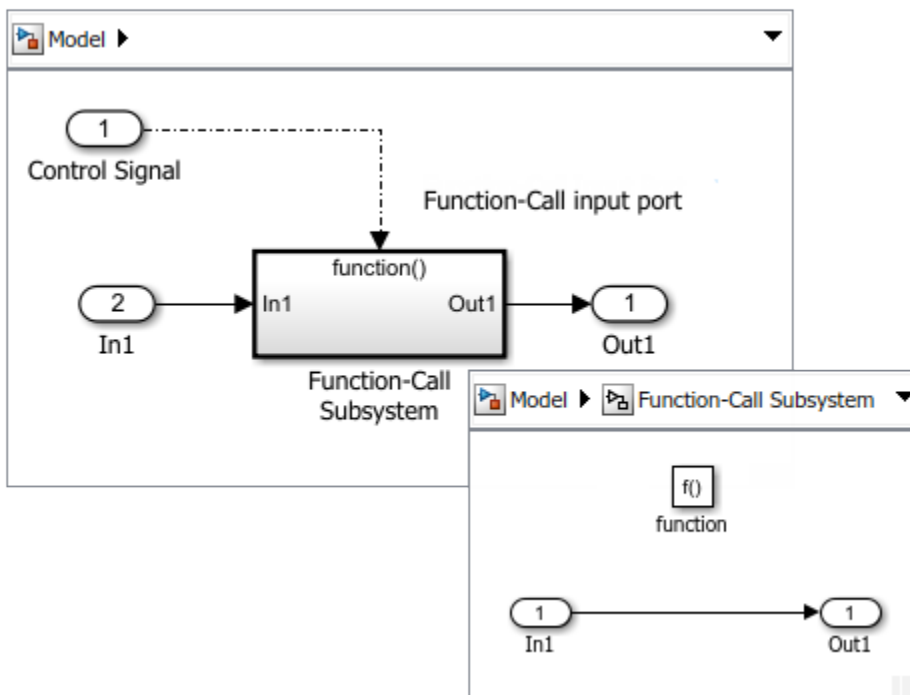 Model
1
Control Signal
Function-Call input port
function()
2
In1
Out1
1
In1
Out1
Function-Call
Subsystem
Model Function-Call Subsystem
f()
function
1
1
In1
Out1